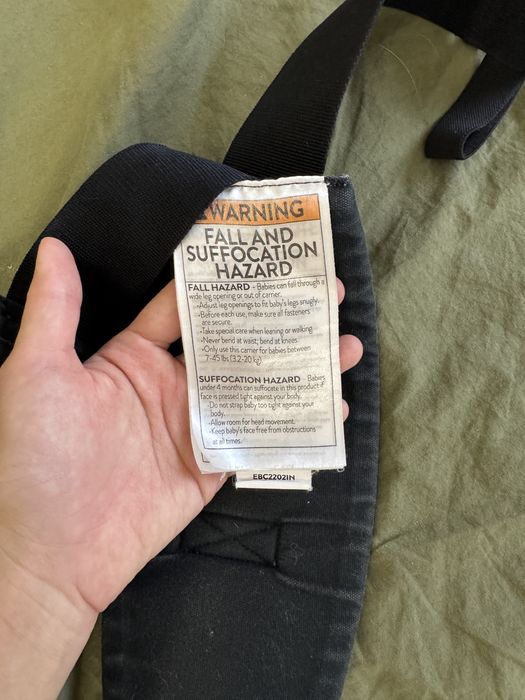 WARNING
FALL AND
SUFFOCATION
HAZARD
FALL HAZARD - Babies can fall through a
wide leg opening or out of carrier.
•Adjust leg openings to fit baby's legs snugly.
•Before each use, make sure all fasteners
are secure.
•Take special care when leaning or walking.
•Never bend at waist; bend at knees.
•Only use this carrier for babies between
7-45 lbs (3.2-20 kg)
SUFFOCATION HAZARD - Babies
under 4 months can suffocate in this product if
face is pressed tight against your body.
•Do not strap baby too tight against your
body.
•Allow room for head movement.
•Keep baby's face free from obstructions
at all times.
EBC2202IN